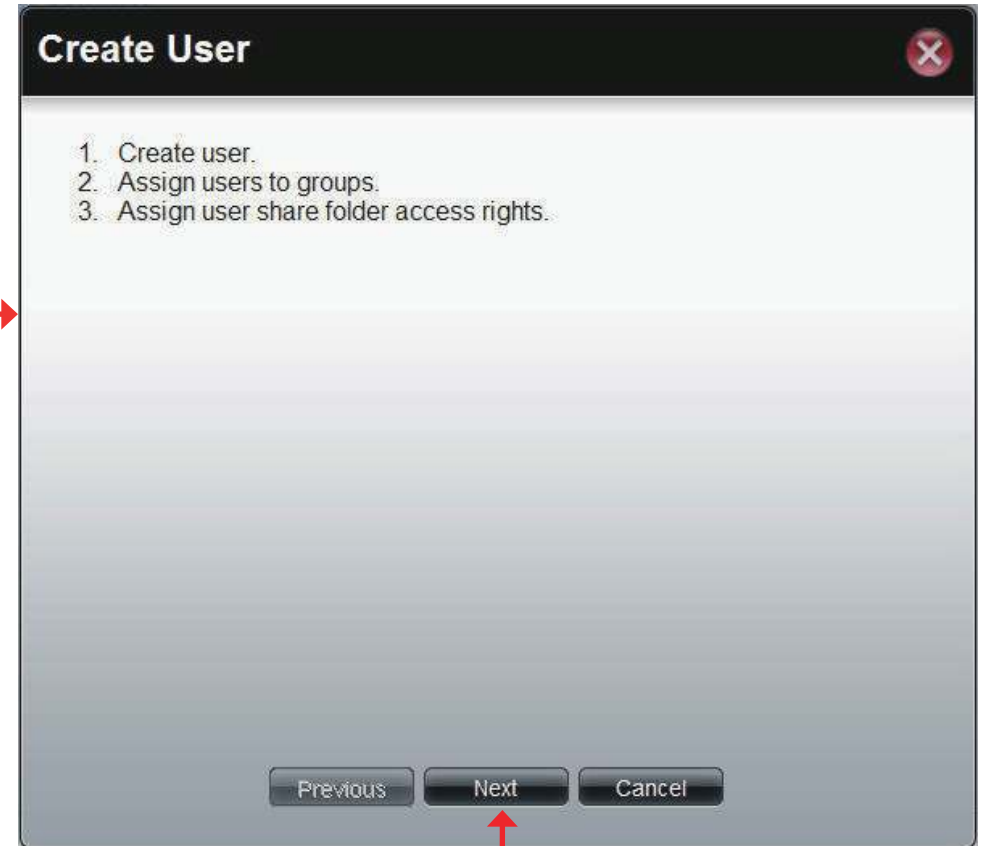 Create User
1. Create user.
2. Assign users to groups.
3. Assign user share folder access rights.
Previous Next Cancel